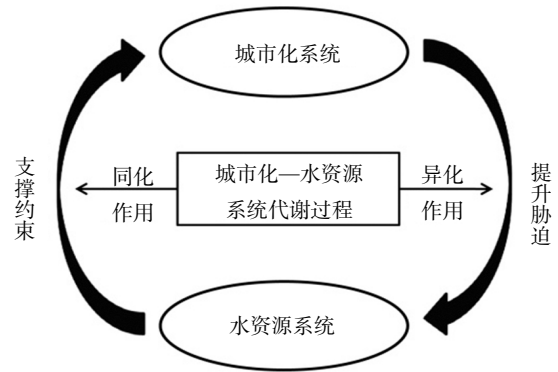 城市化系统
支撑约束
同化
作用
城市化—水资源
系统代谢过程
异化
作用
提升胁迫
水资源系统